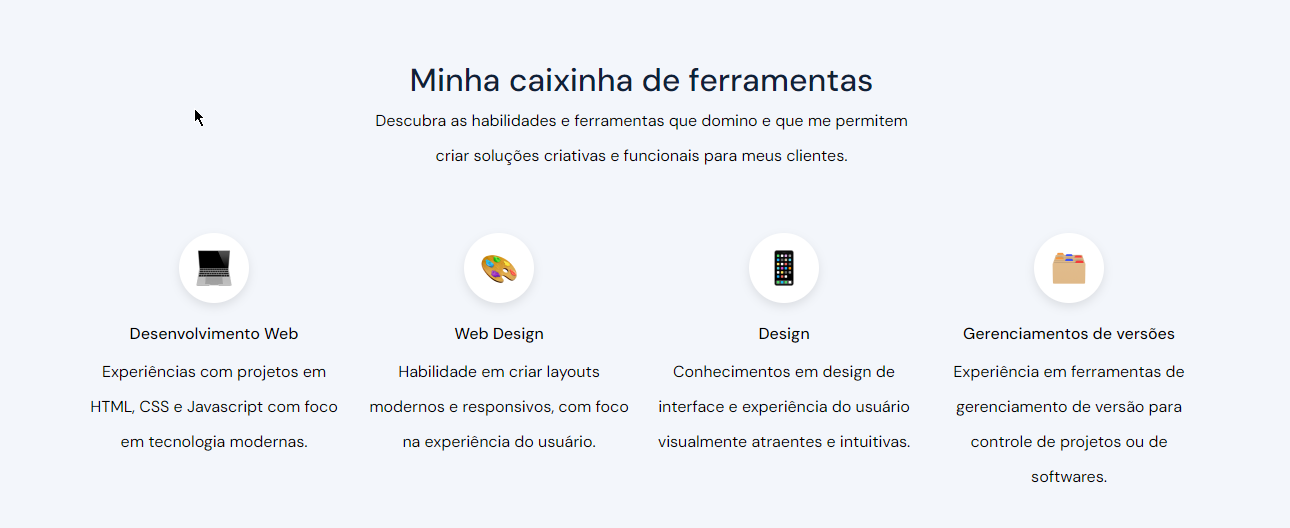 Minha caixinha de ferramentas
Descubra as habilidades e ferramentas que domino e que me permitem
criar soluções criativas e funcionais para meus clientes.
Desenvolvimento Web
Experiências com projetos em
HTML, CSS e Javascript com foco
em tecnologia modernas.
Web Design
Habilidade em criar layouts
modernos e responsivos, com foco
na experiência do usuário.
Design
Conhecimentos em design de
interface e experiência do usuário
visualmente atraentes e intuitivas.
Gerenciamentos de versões
Experiência em ferramentas de
gerenciamento de versão para
controle de projetos ou de
softwares.